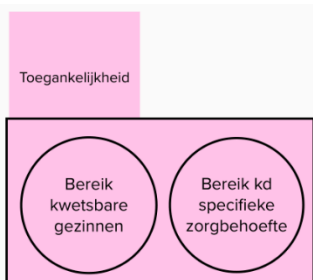 Toegankelijkheid
Bereik
kwetsbare
gezinnen
Bereik kd
specifieke
zorgbehoefte